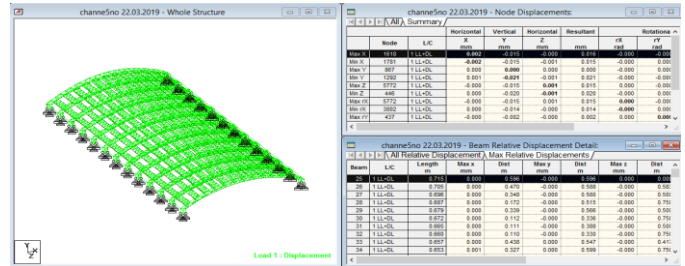 channe5no 22.03.2019 - Whole Structure
Load 1 : Displacement
Y
X
Z
channe5no 22.03.2019 - Node Displacements:
All Summary
Horizontal Vertical Horizontal Resultant Rotationa
Node L/C X mm Y mm Z mm mm rX rad rY rad
Max X 1618 1 LL+DL 0.002 -0.015 -0.000 0.016 -0.000 0.000
Min X 1781 1 LL+DL -0.002 -0.015 -0.001 0.015 -0.000
Max Y 867 1 LL+DL 0.000 0.000 0.000 0.000 -0.000
Min Y 1292 1 LL+DL 0.001 -0.021 -0.001 0.021 -0.000
Max Z 5772 1 LL+DL -0.000 -0.015 0.001 0.015 0.000
Min Z 446 1 LL+DL -0.000 -0.020 -0.001 0.020 -0.000
Max rX 5772 1 LL+DL -0.000 -0.015 0.001 0.015 0.000
Min rX 3802 1 LL+DL -0.000 -0.014 -0.000 0.014 -0.000
Max rY 437 1 LL+DL -0.000 -0.002 -0.000 0.002 0.000
channe5no 22.03.2019 - Beam Relative Displacement Detail:
All Relative Displacement Max Relative Displacements
Beam L/C Length m Max x mm Dist m Max y mm Dist m Max z mm Dist m
25 1 LL+DL 0.715 0.000 0.596 -0.000 0.596 0.000
26 1 LL+DL 0.705 0.000 0.470 -0.000 0.588 -0.000
27 1 LL+DL 0.696 0.000 0.348 -0.000 0.580 -0.000
28 1 LL+DL 0.687 0.000 0.172 -0.000 0.515 -0.000
29 1 LL+DL 0.679 0.000 0.339 -0.000 0.566 -0.000
30 1 LL+DL 0.672 0.000 0.112 -0.000 0.336 -0.000
31 1 LL+DL 0.665 0.000 0.111 -0.000 0.388 -0.000
32 1 LL+DL 0.660 0.000 0.110 -0.000 0.330 -0.000
33 1 LL+DL 0.657 0.000 0.438 0.000 0.547 -0.000
34 1 LL+DL 0.653 0.001 0.327 0.000 0.599 -0.000